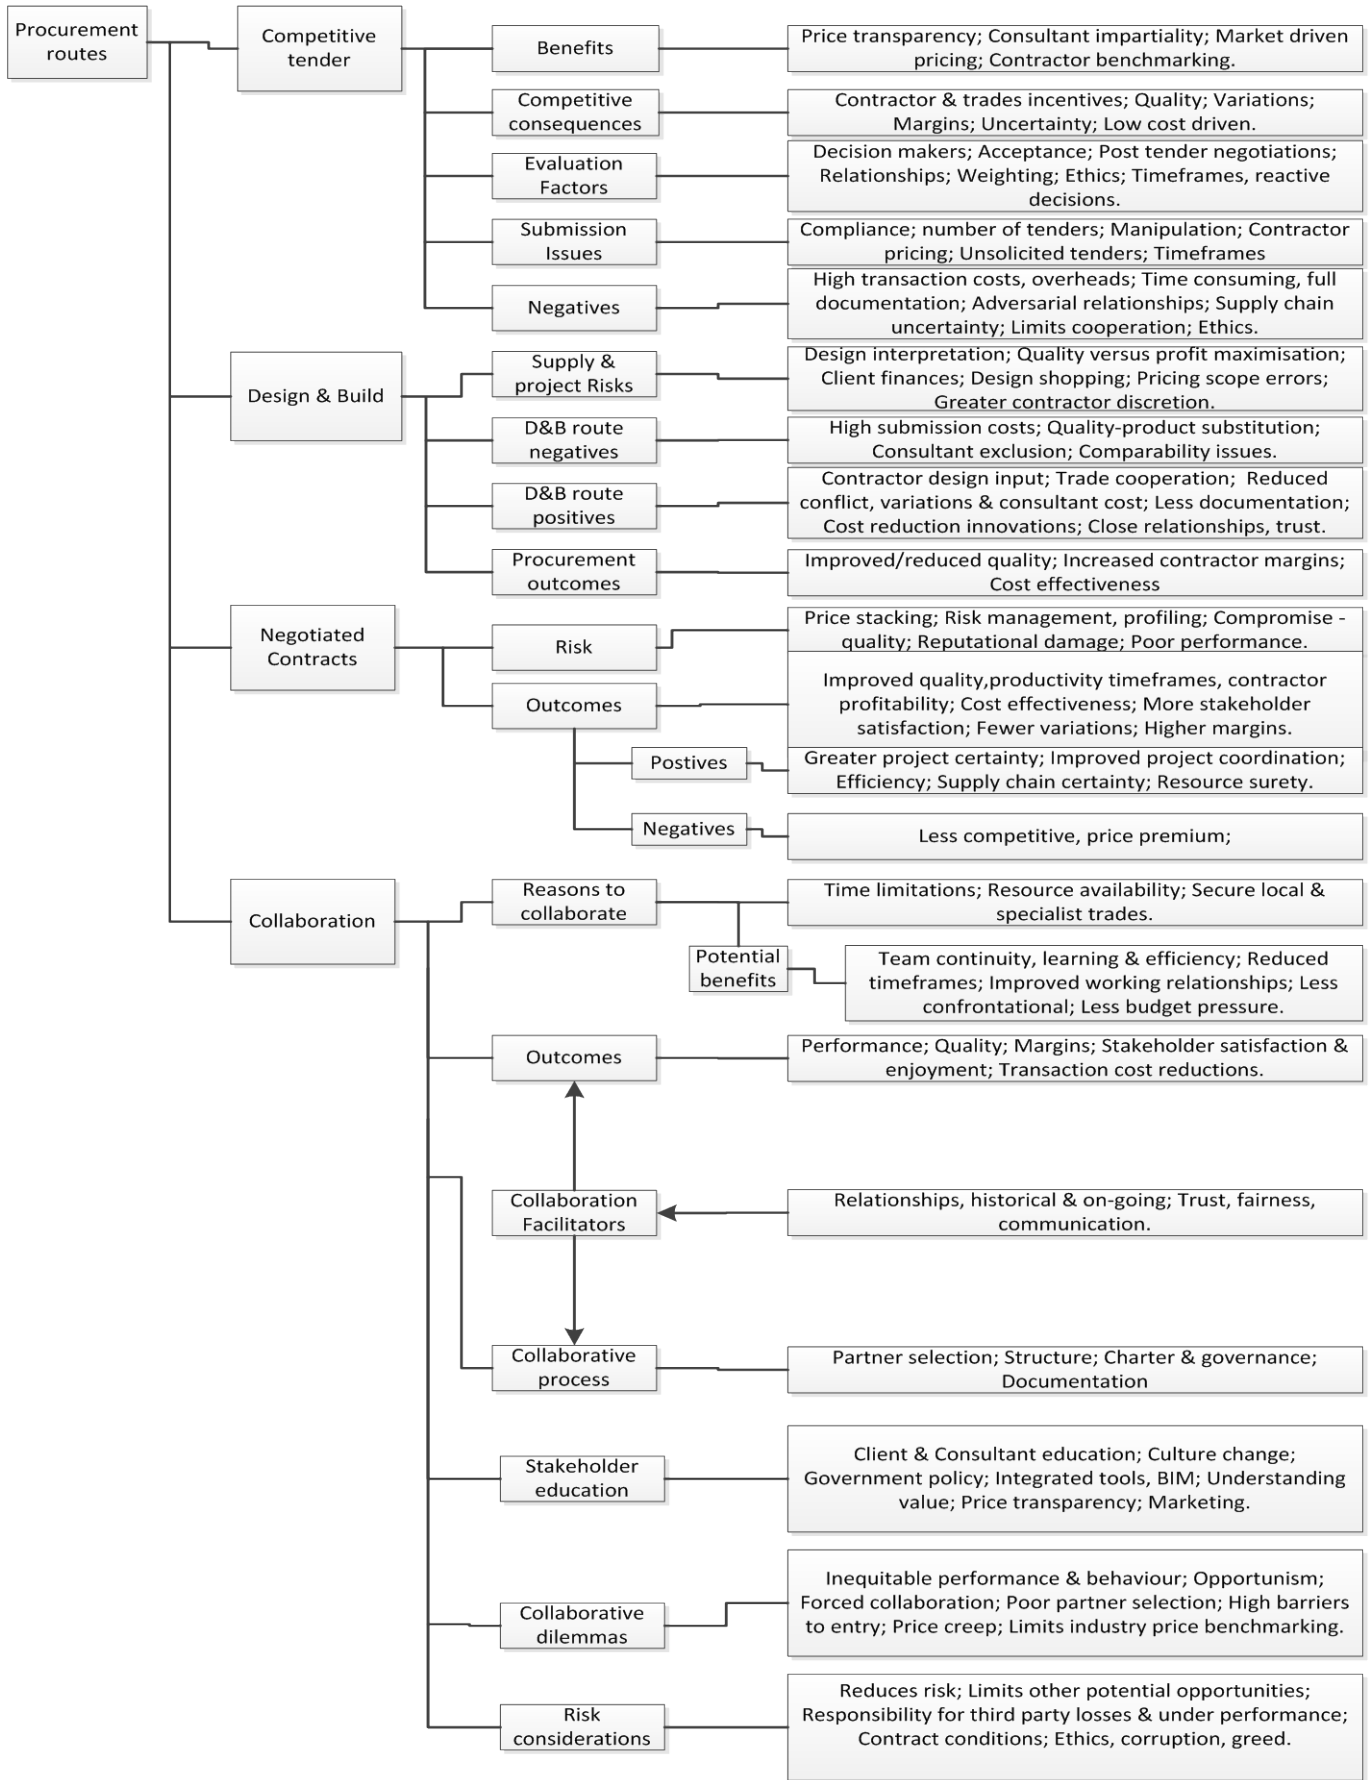 Procurement
routes
Competitive
tender
Benefits
Price transparency; Consultant impartiality; Market driven
pricing; Contractor benchmarking.
Competitive
consequences
Contractor & trades incentives; Quality; Variations;
Margins; Uncertainty; Low cost driven.
Evaluation
Factors
Decision makers; Acceptance; Post tender negotiations;
Relationships; Weighting; Ethics; Timeframes, reactive
decisions.
Submission
Issues
Compliance; number of tenders; Manipulation; Contractor
pricing; Unsolicited tenders; Timeframes
Negatives
High transaction costs, overheads; Time consuming, full
documentation; Adversarial relationships; Supply chain
uncertainty; Limits cooperation; Ethics.
Design & Build
Supply &
project Risks
Design interpretation; Quality versus profit maximisation;
Client finances; Design shopping; Pricing scope errors;
Greater contractor discretion.
D&B route
negatives
High submission costs; Quality-product substitution;
Consultant exclusion; Comparability issues.
D&B route
positives
Contractor design input; Trade cooperation; Reduced
conflict, variations & consultant cost; Less documentation;
Cost reduction innovations; Close relationships, trust.
Procurement
outcomes
Improved/reduced quality; Increased contractor margins;
Cost effectiveness
Negotiated
Contracts
Risk
Price stacking; Risk management, profiling; Compromise -
quality; Reputational damage; Poor performance.
Outcomes
Improved quality,productivity timeframes, contractor
profitability; Cost effectiveness; More stakeholder
satisfaction; Fewer variations; Higher margins.
Postives
Greater project certainty; Improved project coordination;
Efficiency; Supply chain certainty; Resource surety.
Negatives
Less competitive, price premium;
Collaboration
Reasons to
collaborate
Time limitations; Resource availability; Secure local &
specialist trades.
Potential
benefits
Team continuity, learning & efficiency; Reduced
timeframes; Improved working relationships; Less
confrontational; Less budget pressure.
Outcomes
Performance; Quality; Margins; Stakeholder satisfaction &
enjoyment; Transaction cost reductions.
Collaboration
Facilitators
Relationships, historical & on-going; Trust, fairness,
communication.
Collaborative
process
Partner selection; Structure; Charter & governance;
Documentation
Stakeholder
education
Client & Consultant education; Culture change;
Government policy; Integrated tools, BIM; Understanding
value; Price transparency; Marketing.
Collaborative
dilemmas
Inequitable performance & behaviour; Opportunism;
Forced collaboration; Poor partner selection; High barriers
to entry; Price creep; Limits industry price benchmarking.
Risk
considerations
Reduces risk; Limits other potential opportunities;
Responsibility for third party losses & under performance;
Contract conditions; Ethics, corruption, greed.